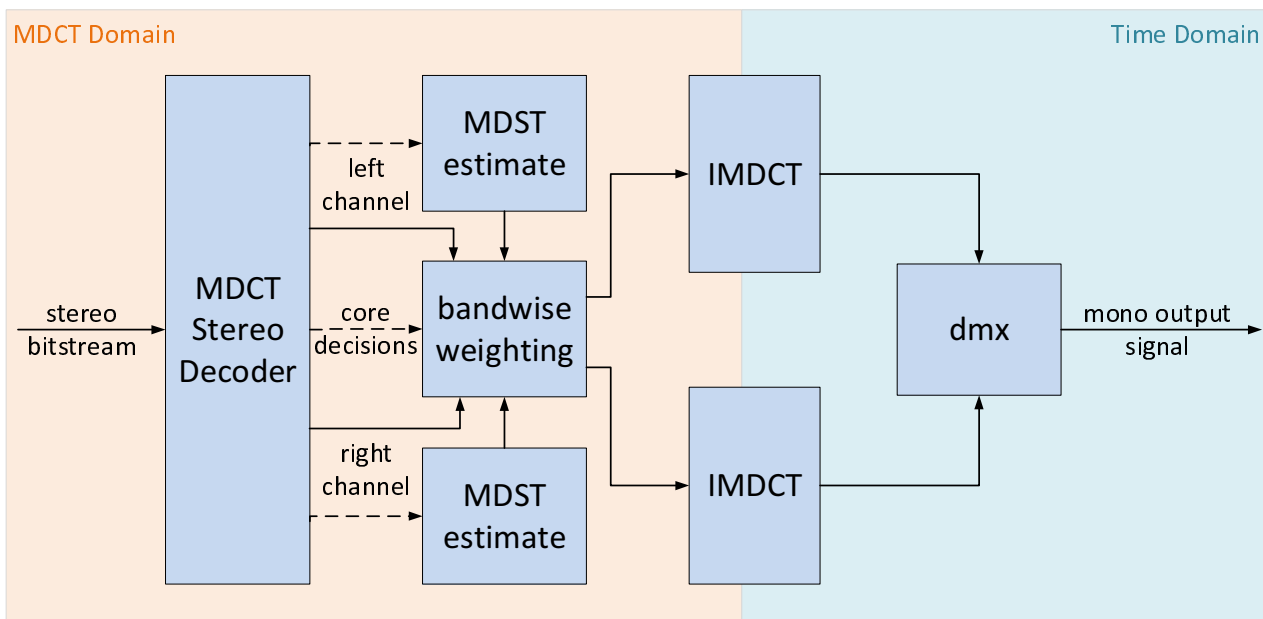 MDCT Domain
Time Domain
stereo
bitstream
MDCT
Stereo
Decoder
left
channel
core
decisions
right
channel
MDST
estimate
bandwise
weighting
MDST
estimate
IMDCT
IMDCT
dmx
mono output
signal